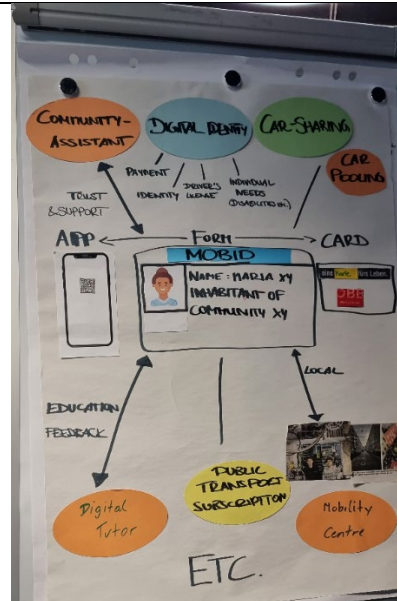 COMMUNITY-
ASSISTANT
DIGITAL IDENTITY
CAR-SHARING
CAR
POOLING
PAYMENT
IDENTITY
DRIVER'S
LICENSE
INDIVIDUAL
NEEDS
TRUST
& SUPPORT
APP
FORM
CARD
MOBID
NAME: MARIA XY
INHABITANT OF
COMMUNITY XY
EDUCATION
FEEDBACK
LOCAL
Digital
Tutor
PUBLIC
TRANSPORT
SUBSCRIPTION
Mobility
Centre
ETC.